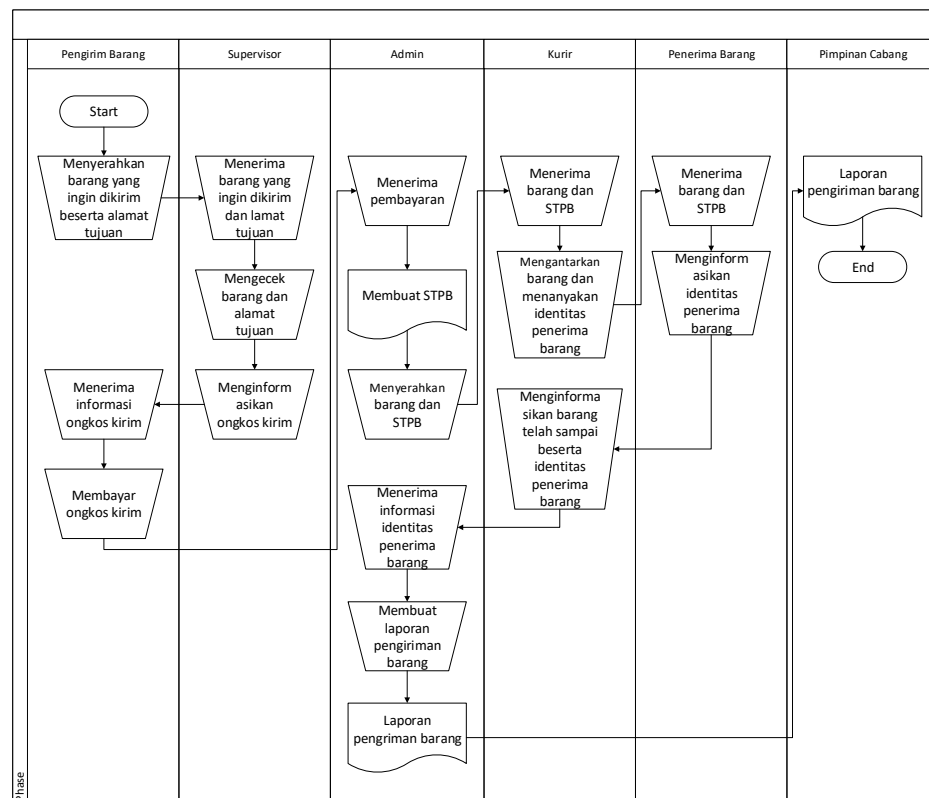 Pengirim Barang
Supervisor
Admin
Kurir
Penerima Barang
Pimpinan Cabang
Start
Menyerahkan
barang yang
ingin dikirim
beserta alamat
tujuan
Menerima
informasi
ongkos kirim
Membayar
ongkos kirim
Menerima
barang yang
ingin dikirim
dan lamat
tujuan
Mengecek
barang dan
alamat
tujuan
Menginform
asikan
ongkos kirim
Menerima
pembayaran
Membuat STPB
Menyerahkan
barang dan
STPB
Menerima
informasi
identitas
penerima
barang
Membuat
laporan
pengiriman
barang
Laporan
pengriman barang
Menerima
barang dan
STPB
Mengantarkan
barang dan
menanyakan
identitas
penerima
barang
Menginforma
sikan barang
telah sampai
beserta
identitas
penerima
barang
Menerima
barang dan
STPB
Menginform
asikan
identitas
penerima
barang
Laporan
pengiriman barang
End
Phase